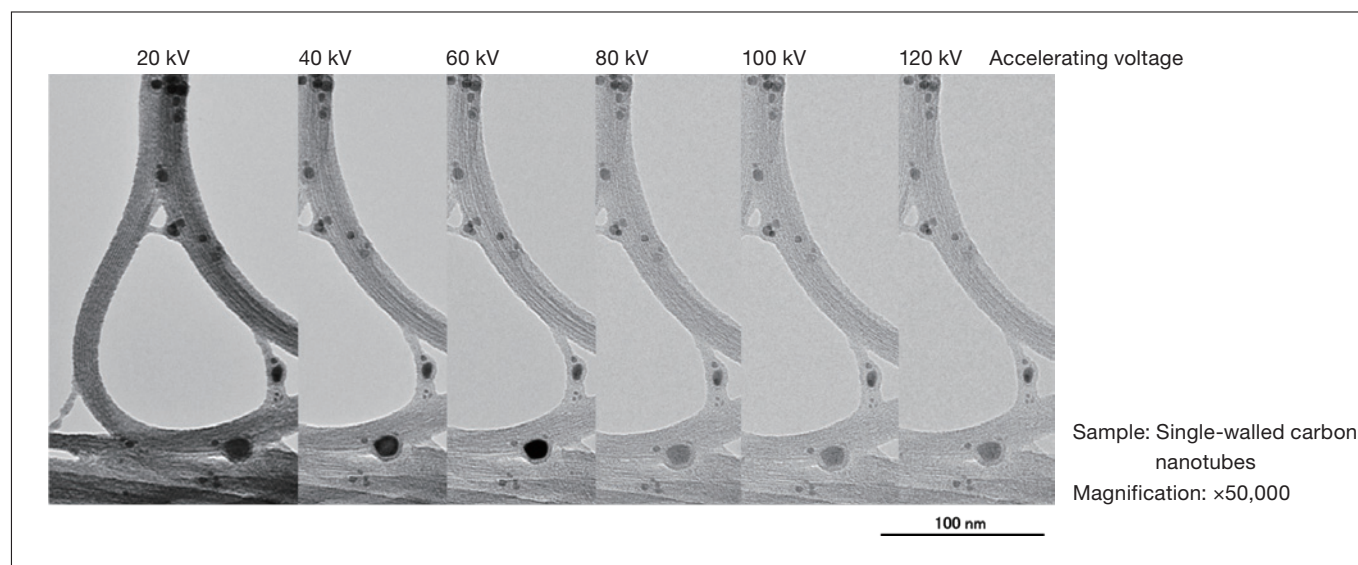 20 kV 40 kV 60 kV 80 kV 100 kV 120 kV Accelerating voltage
Sample: Single-walled carbon
nanotubes
Magnification: ×50,000
100 nm